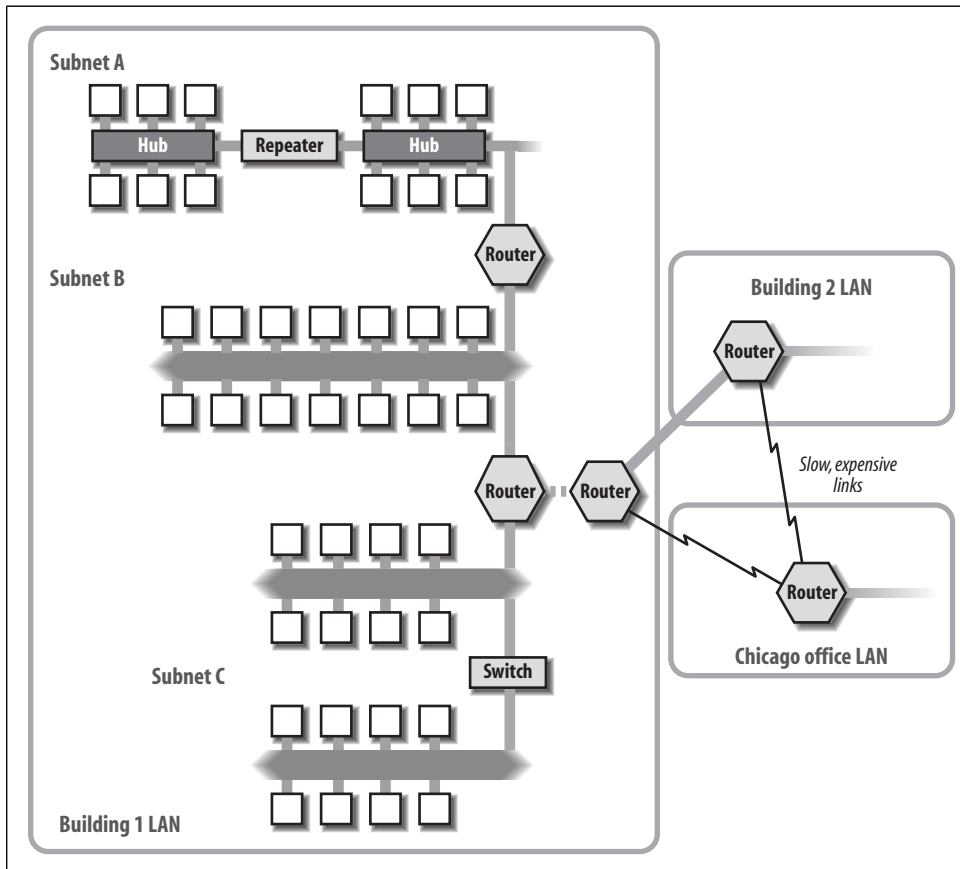 Subnet A
Hub
Repeater
Hub
Router
Subnet B
Building 2 LAN
Router
Slow, expensive
links
Router
Router
Router
Chicago office LAN
Subnet C
Switch
Building 1 LAN